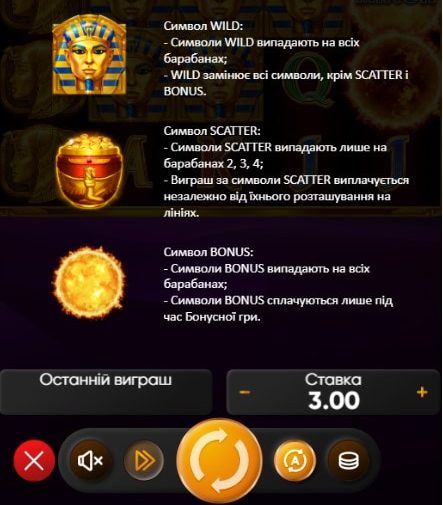 Символ WILD:
- Символи WILD випадають на всіх
барабанах;
- WILD замінює всі символи, крім SCATTER і
BONUS.
Символ SCATTER:
- Символи SCATTER випадають лише на
барабанах 2, 3, 4;
- Виграш за символи SCATTER виплачується
незалежно від їхнього розташування на
лініях.
Символ BONUS:
- Символи BONUS випадають на всіх
барабанах;
- Символи BONUS сплачуються лише під
час Бонусної гри.
Останній виграш
Ставка
- 3.00 +
A